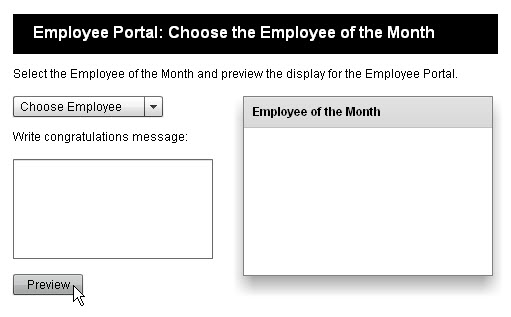 Employee Portal: Choose the Employee of the Month
Select the Employee of the Month and preview the display for the Employee Portal.
Choose Employee
Employee of the Month
Write congratulations message:
Preview